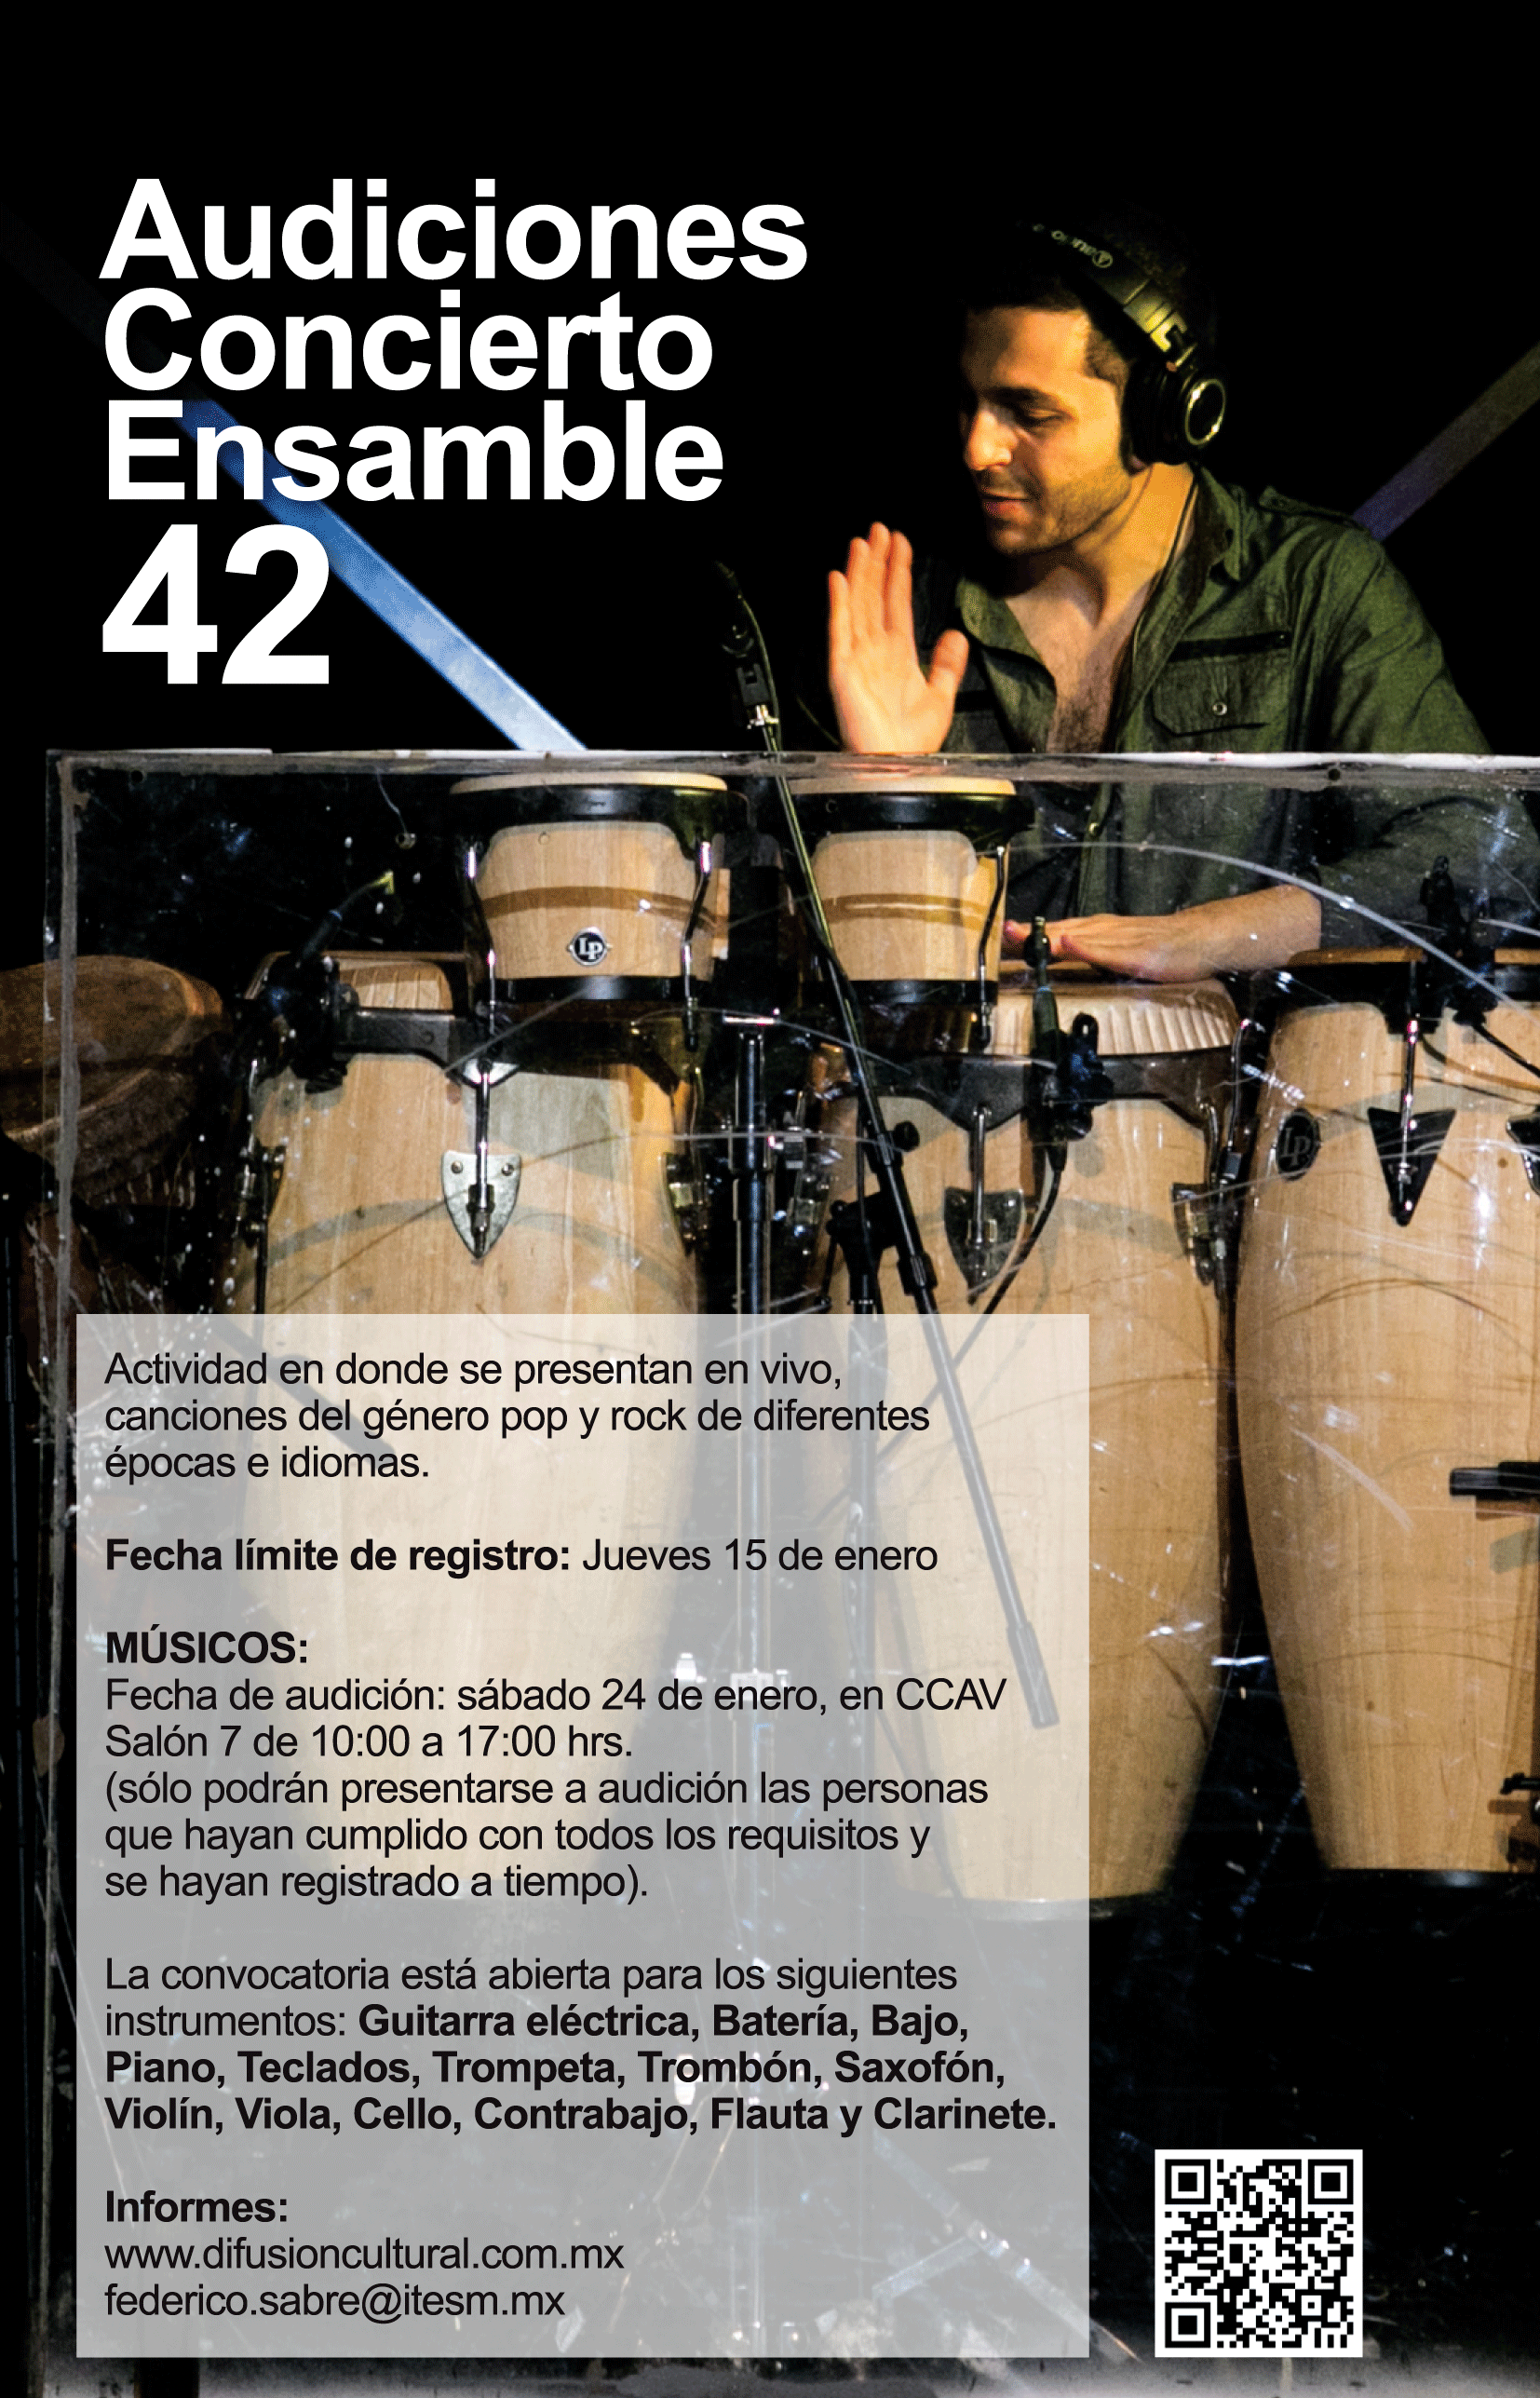 Audiciones
Concierto
Ensamble
42
LP
LP
Actividad en donde se presentan en vivo,
canciones del género pop y rock de diferentes
épocas e idiomas.
Fecha límite de registro: Jueves 15 de enero
MÚSICOS:
Fecha de audición: sábado 24 de enero, en CCAV
Salón 7 de 10:00 a 17:00 hrs.
(sólo podrán presentarse a audición las personas
que hayan cumplido con todos los requisitos y
se hayan registrado a tiempo).
La convocatoria está abierta para los siguientes
instrumentos: Guitarra eléctrica, Batería, Bajo,
Piano, Teclados, Trompeta, Trombón, Saxofón,
Violín, Viola, Cello, Contrabajo, Flauta y Clarinete.
Informes:
www.difusioncultural.com.mx
federico.sabre@itesm.mx